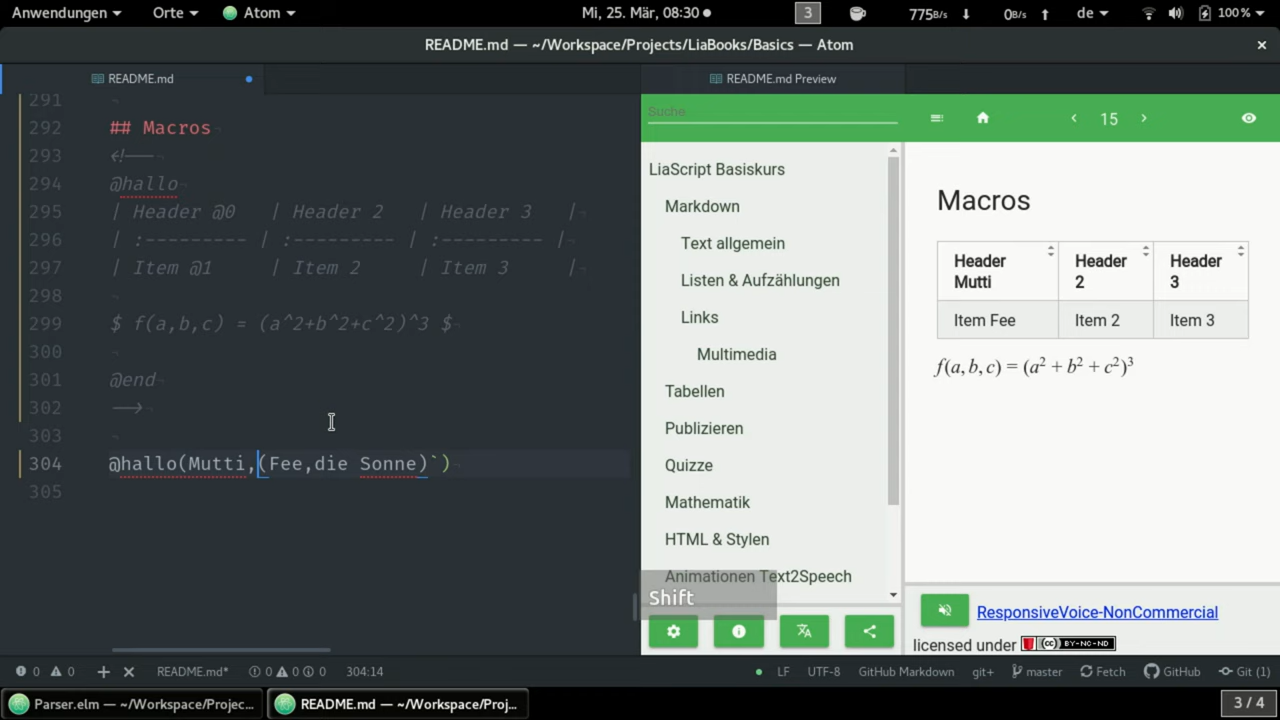 Anwendungen Orte Atom Mi, 25. Mär, 08:30 3 775B/s 0B/s de 100 %
README.md — ~/Workspace/Projects/LiaBooks/Basics — Atom
README.md README.md Preview
291
292 ## Macros
293 <!--
294 @hallo
295 | Header @0 | Header 2 | Header 3 |
296 | :--------- | :--------- | :--------- |
297 | Item @1 | Item 2 | Item 3 |
298
299 $ f(a,b,c) = (a^2+b^2+c^2)^3 $
300
301 @end
302 -->
303
304 @hallo(Mutti,(Fee,die Sonne)`)
305
Suche
15
LiaScript Basiskurs
Markdown
Text allgemein
Listen & Aufzählungen
Links
Multimedia
Tabellen
Publizieren
Quizze
Mathematik
HTML & Stylen
Animationen Text2Speech
Shift
Macros
Header Mutti Header 2 Header 3
Item Fee Item 2 Item 3
f(a, b, c) = (a² + b² + c²)³
ResponsiveVoice-NonCommercial
licensed under cc BY-NC-ND
0 0 README.md* 0 0 0 304:14 LF UTF-8 GitHub Markdown git+ master Fetch GitHub Git (1)
Parser.elm — ~/Workspace/Projec... README.md — ~/Workspace/Proj... 3 / 4